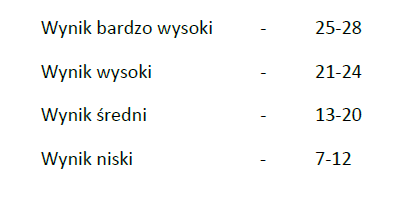 Wynik bardzo wysoki - 25-28
Wynik wysoki - 21-24
Wynik średni - 13-20
Wynik niski - 7-12